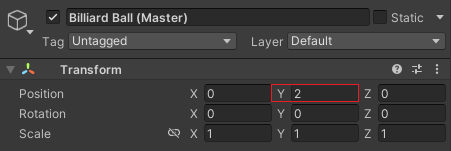 Billiard Ball (Master) Static
Tag Untagged Layer Default
Transform
Position X 0 Y 2 Z 0
Rotation X 0 Y 0 Z 0
Scale X 1 Y 1 Z 1